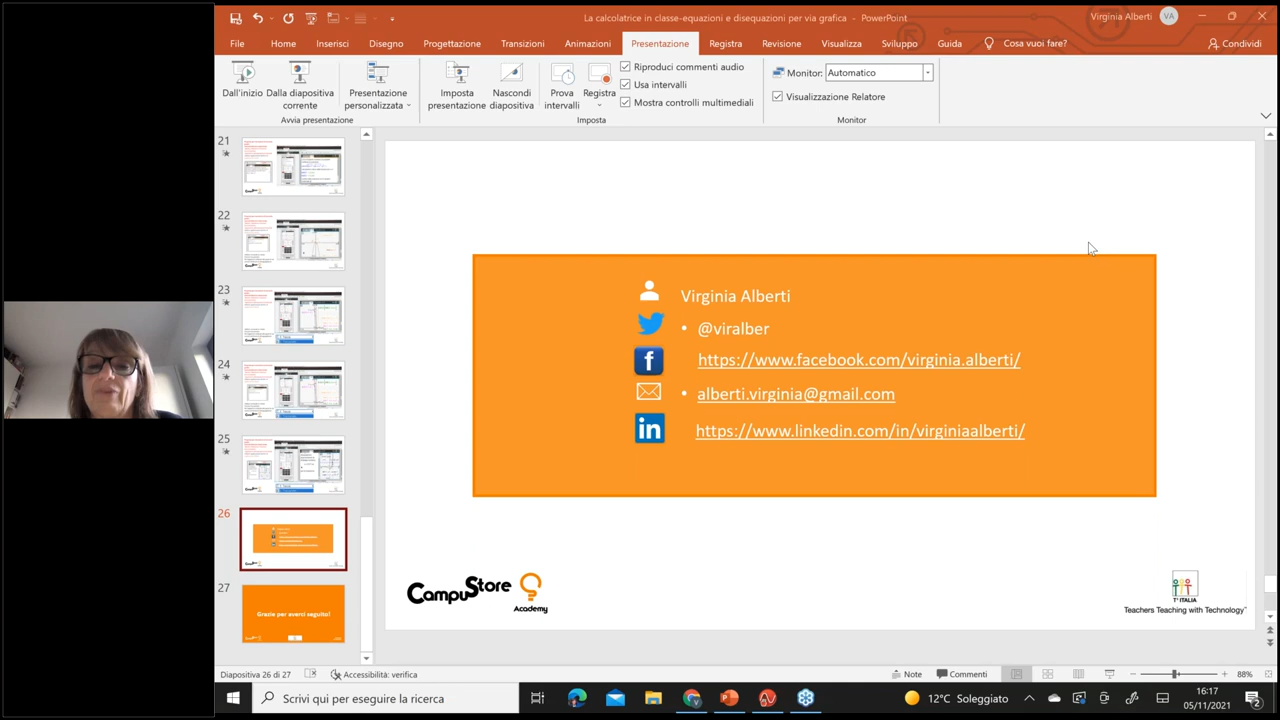 La calcolatrice in classe-equazioni e disequazioni per via grafica - PowerPoint
Virginia Alberti
VA
File
Home
Inserisci
Disegno
Progettazione
Transizioni
Animazioni
Presentazione
Registra
Revisione
Visualizza
Sviluppo
Guida
Cosa vuoi fare?
Condividi
Dall'inizio
Dalla diapositiva corrente
Presentazione personalizzata
Avvia presentazione
Imposta presentazione
Nascondi diapositiva
Prova intervalli
Registra
Riproduci commenti audio
Usa intervalli
Mostra controlli multimediali
Imposta
Monitor: Automatico
Visualizzazione Relatore
Monitor
21
22
23
24
25
26
27
Grazie per averci seguito!
Virginia Alberti
• @viralber
https://www.facebook.com/virginia.alberti/
• alberti.virginia@gmail.com
in https://www.linkedin.com/in/virginiaalberti/
CampuStore
Academy
T³ ITALIA
Teachers Teaching with Technology™
Diapositiva 26 di 27
Accessibilità: verifica
Note
Commenti
88%
Scrivi qui per eseguire la ricerca
12°C Soleggiato
16:17
05/11/2021
2